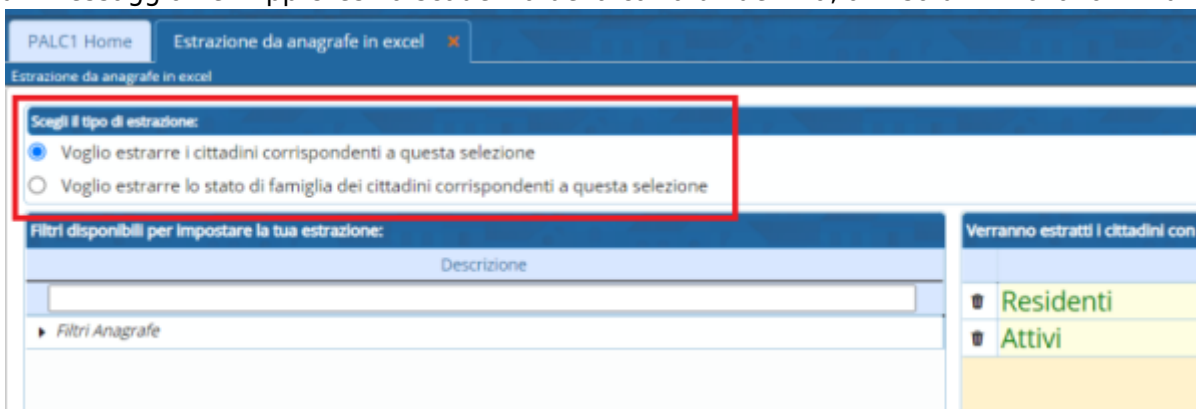 PALC1 Home
Estrazione da anagrafe in excel
Estrazione da anagrafe in excel
Scegli il tipo di estrazione:
Voglio estrarre i cittadini corrispondenti a questa selezione
Voglio estrarre lo stato di famiglia dei cittadini corrispondenti a questa selezione
Filtri disponibili per impostare la tua estrazione:
Verranno estratti i cittadini con
Descrizione
Residenti
Filtri Anagrafe
Attivi